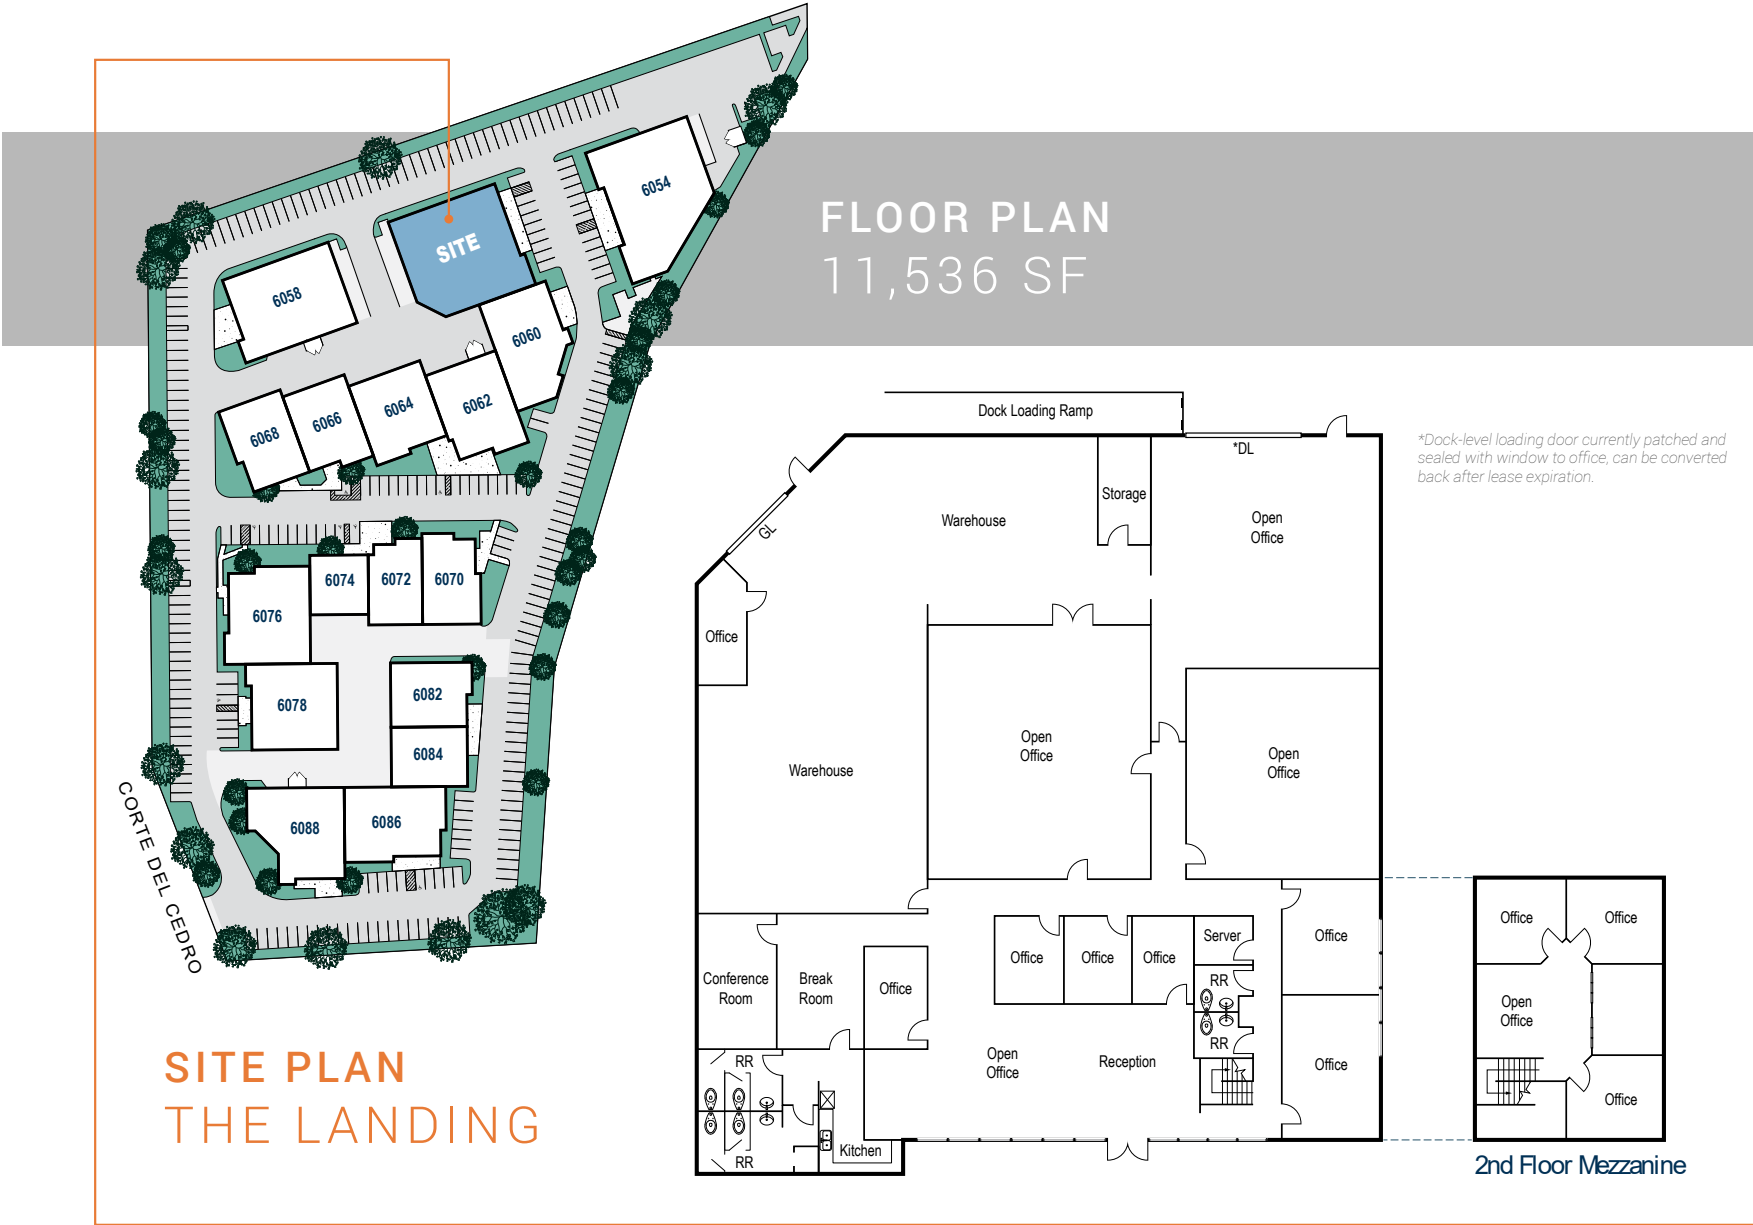 FLOOR PLAN
11,536 SF
SITE
6054
6058
6060
6062
6064
6066
6068
6070
6072
6074
6076
6078
6082
6084
6086
6088
CORTE DEL CEDRO
SITE PLAN
THE LANDING
Dock Loading Ramp
*DL
*Dock-level loading door currently patched and
sealed with window to office, can be converted
back after lease expiration.
GL
Warehouse
Storage
Open
Office
Office
Warehouse
Open
Office
Open
Office
Conference
Room
Break
Room
Office
Office
Office
Office
Server
RR
RR
Office
Office
Open
Office
Reception
RR
RR
Kitchen
Office
Office
Open
Office
Office
2nd Floor Mezzanine